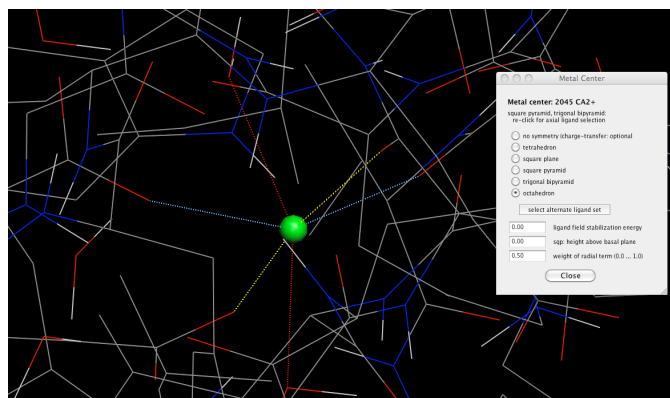 Metal Center
Metal center: 2045 CA2+
square pyramid, trigonal bipyramid:
re-click for axial ligand selection
no symmetry (charge-transfer: optional
tetrahedron
square plane
square pyramid
trigonal bipyramid
octahedron
select alternate ligand set
0.00 ligand field stabilization energy
0.00 sqp: height above basal plane
0.50 weight of radial term (0.0 ... 1.0)
Close